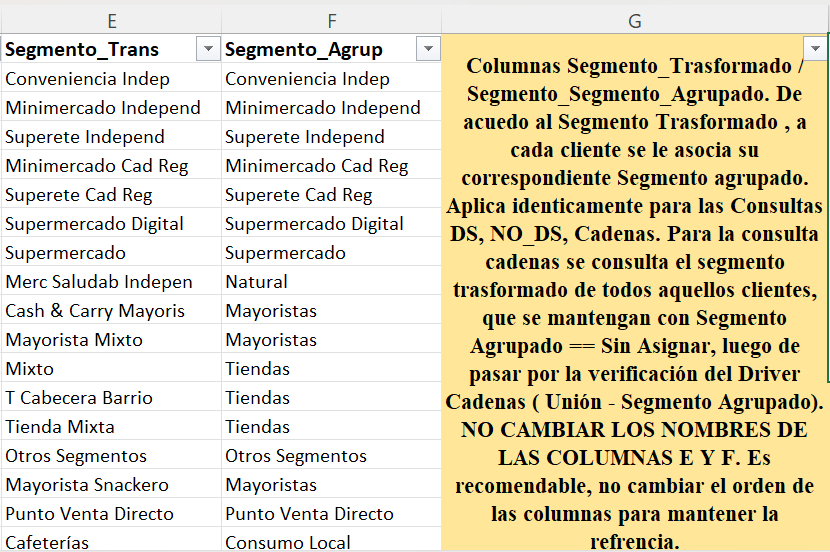 E F G
Segmento_Trans Segmento_Agrup
Conveniencia Indep Conveniencia Indep
Minimercado Independ Minimercado Independ
Superete Independ Superete Independ
Minimercado Cad Reg Minimercado Cad Reg
Superete Cad Reg Superete Cad Reg
Supermercado Digital Supermercado Digital
Supermercado Supermercado
Merc Saludab Indepen Natural
Cash & Carry Mayoris Mayoristas
Mayorista Mixto Mayoristas
Mixto Tiendas
T Cabecera Barrio Tiendas
Tienda Mixta Tiendas
Otros Segmentos Otros Segmentos
Mayorista Snackero Mayoristas
Punto Venta Directo Punto Venta Directo
Cafeterías Consumo Local
Columnas Segmento_Trasformado /
Segmento_Segmento_Agrupado. De
acuedo al Segmento Trasformado , a
cada cliente se le asocia su
correspondiente Segmento agrupado.
Aplica identicamente para las Consultas
DS, NO_DS, Cadenas. Para la consulta
cadenas se consulta el segmento
trasformado de todos aquellos clientes,
que se mantengan con Segmento
Agrupado == Sin Asignar, luego de
pasar por la verificación del Driver
Cadenas ( Unión - Segmento Agrupado).
NO CAMBIAR LOS NOMBRES DE
LAS COLUMNAS E Y F. Es
recomendable, no cambiar el orden de
las columnas para mantener la
refrencia.